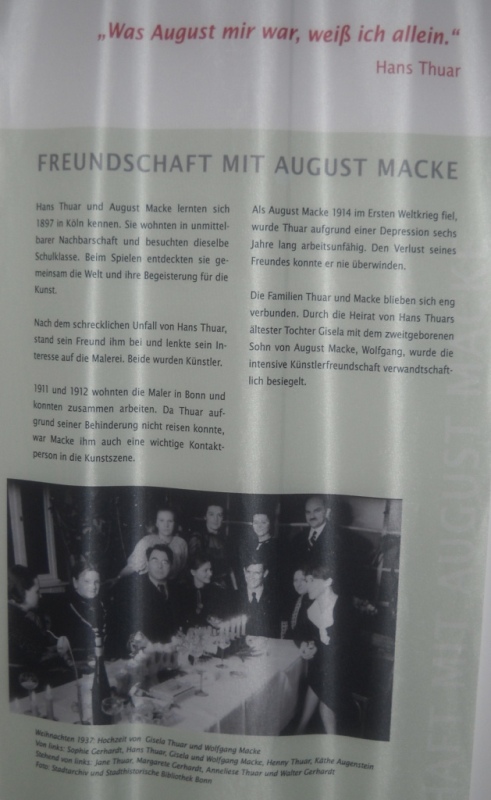 „Was August mir war, weiß ich allein."
Hans Thuar
FREUNDSCHAFT MIT AUGUST MACKE
Hans Thuar und August Macke lernten sich
1897 in Köln kennen. Sie wohnten in unmittel-
barer Nachbarschaft und besuchten dieselbe
Schulklasse. Beim Spielen entdeckten sie ge-
meinsam die Welt und ihre Begeisterung für die
Kunst.
Nach dem schrecklichen Unfall von Hans Thuar,
stand sein Freund ihm bei und lenkte sein In-
teresse auf die Malerei. Beide wurden Künstler.
1911 und 1912 wohnten die Maler in Bonn und
konnten zusammen arbeiten. Da Thuar auf-
grund seiner Behinderung nicht reisen konnte,
war Macke ihm auch eine wichtige Kontakt-
person in die Kunstszene.
Als August Macke 1914 im Ersten Weltkrieg fiel,
wurde Thuar aufgrund einer Depression sechs
Jahre lang arbeitsunfähig. Den Verlust seines
Freundes konnte er nie überwinden.
Die Familien Thuar und Macke blieben sich eng
verbunden. Durch die Heirat von Hans Thuars
ältester Tochter Gisela mit dem zweitgeborenen
Sohn von August Macke, Wolfgang, wurde die
intensive Künstlerfreundschaft verwandtschaft-
lich besiegelt.
Weihnachten 1937: Hochzeit von Gisela Thuar und Wolfgang Macke
Von links: Sophie Gerhardt, Hans Thuar, Gisela und Wolfgang Macke, Henny Thuar, Käthe Augenstein
Stehend von links: Jane Thuar, Margarete Gerhardt, Anneliese Thuar und Walter Gerhardt
Foto: Stadtarchiv und Stadthistorische Bibliothek Bonn
MIT AUGUST